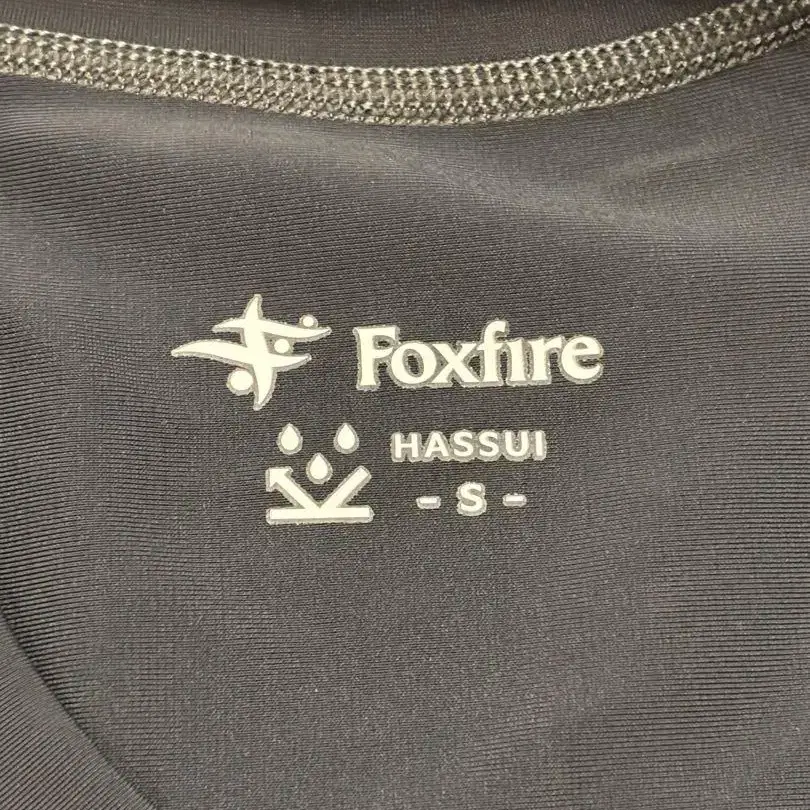 Foxfire
HASSUI
- S -